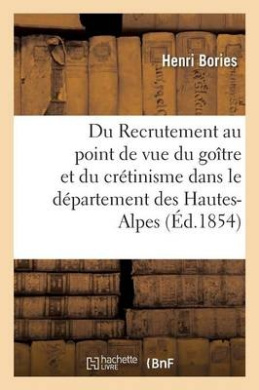 Henri Bories
Du Recrutement au
point de vue du goître
et du crétinisme dans le
département des Hautes-
Alpes (Éd.1854)
hachette
LIVRE
{BnF